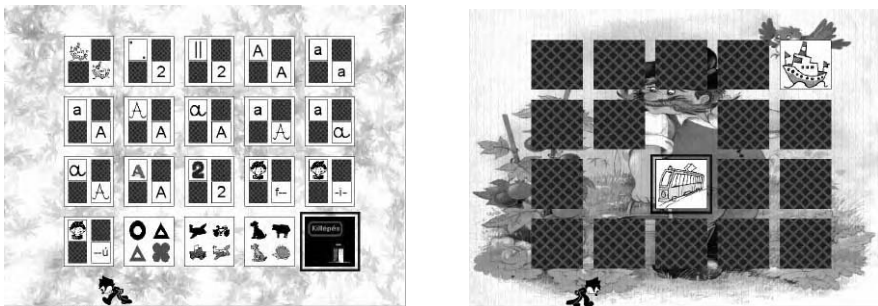 A a
2 2 A a
a A α a a
A A A A α
α A 2
A A 2 f-- -i-
--ú Kilépés